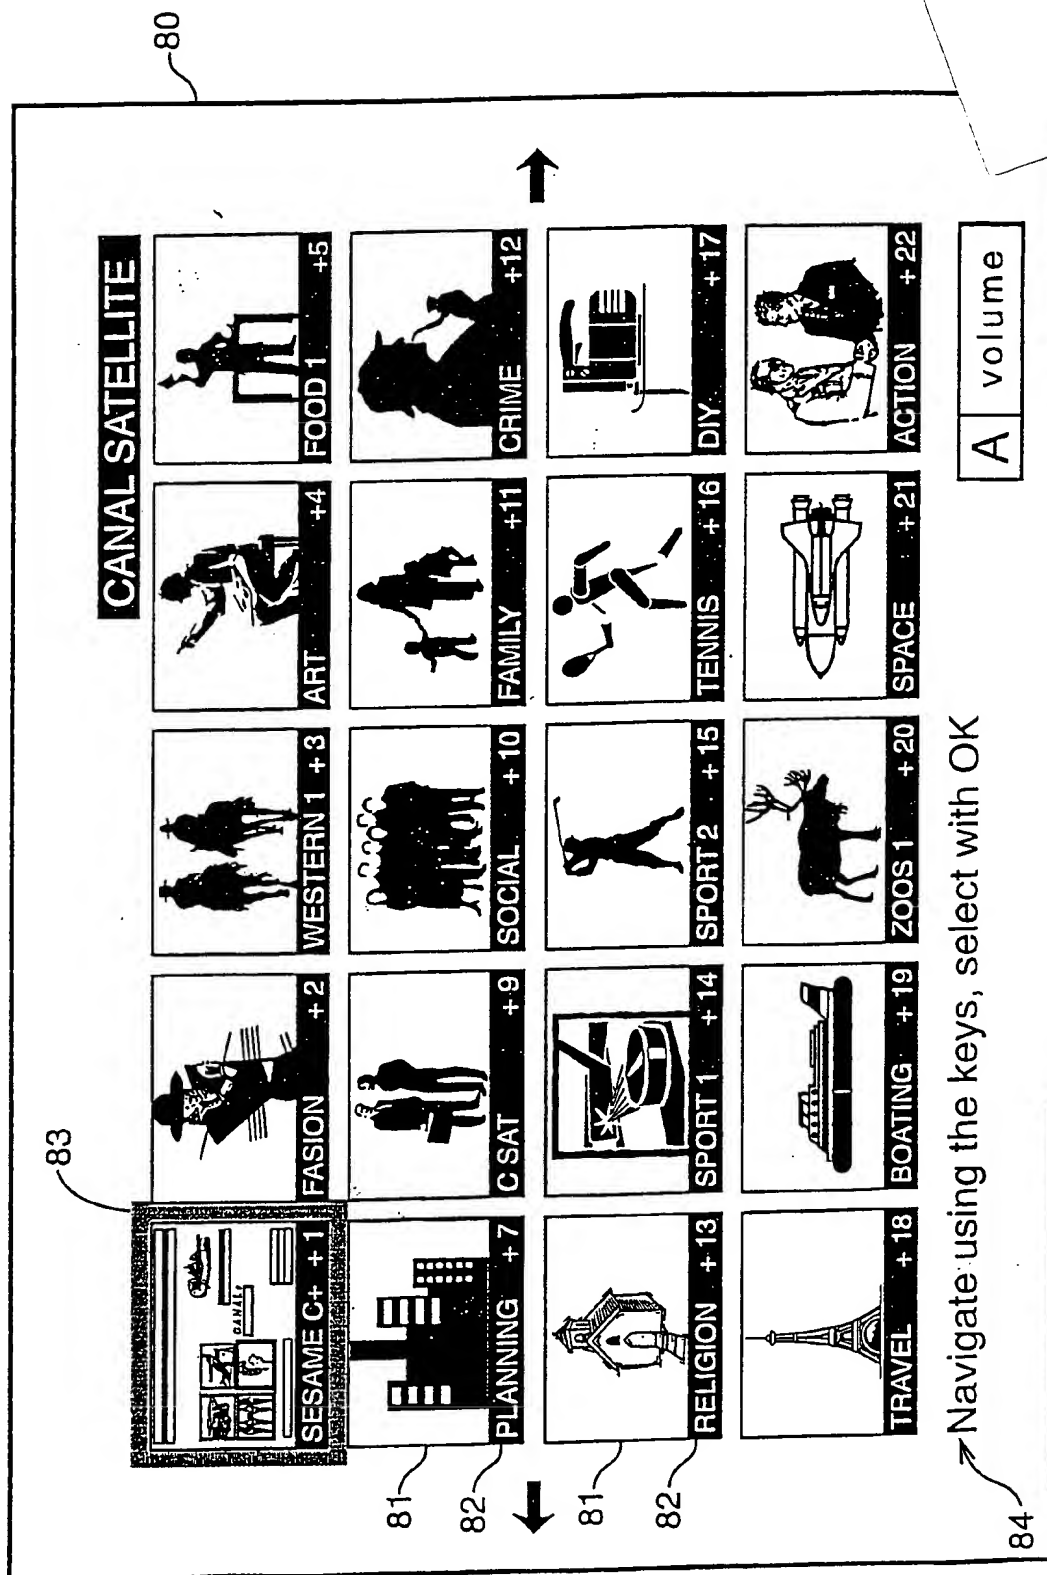 80
CANAL SATELLITE
83
SESAME C+ + 1
FASION + 2
WESTERN 1 + 3
ART +4
FOOD 1 +5
81
82
PLANNING + 7
C SAT +9
SOCIAL + 10
FAMILY +11
CRIME +12
81
82
RELIGION +13
SPORT 1 +14
SPORT 2 + 15
TENNIS + 16
DIY + 17
TRAVEL + 18
BOATING + 19
ZOOS 1 + 20
SPACE + 21
ACTION + 22
84
Navigate using the keys, select with OK
A volume